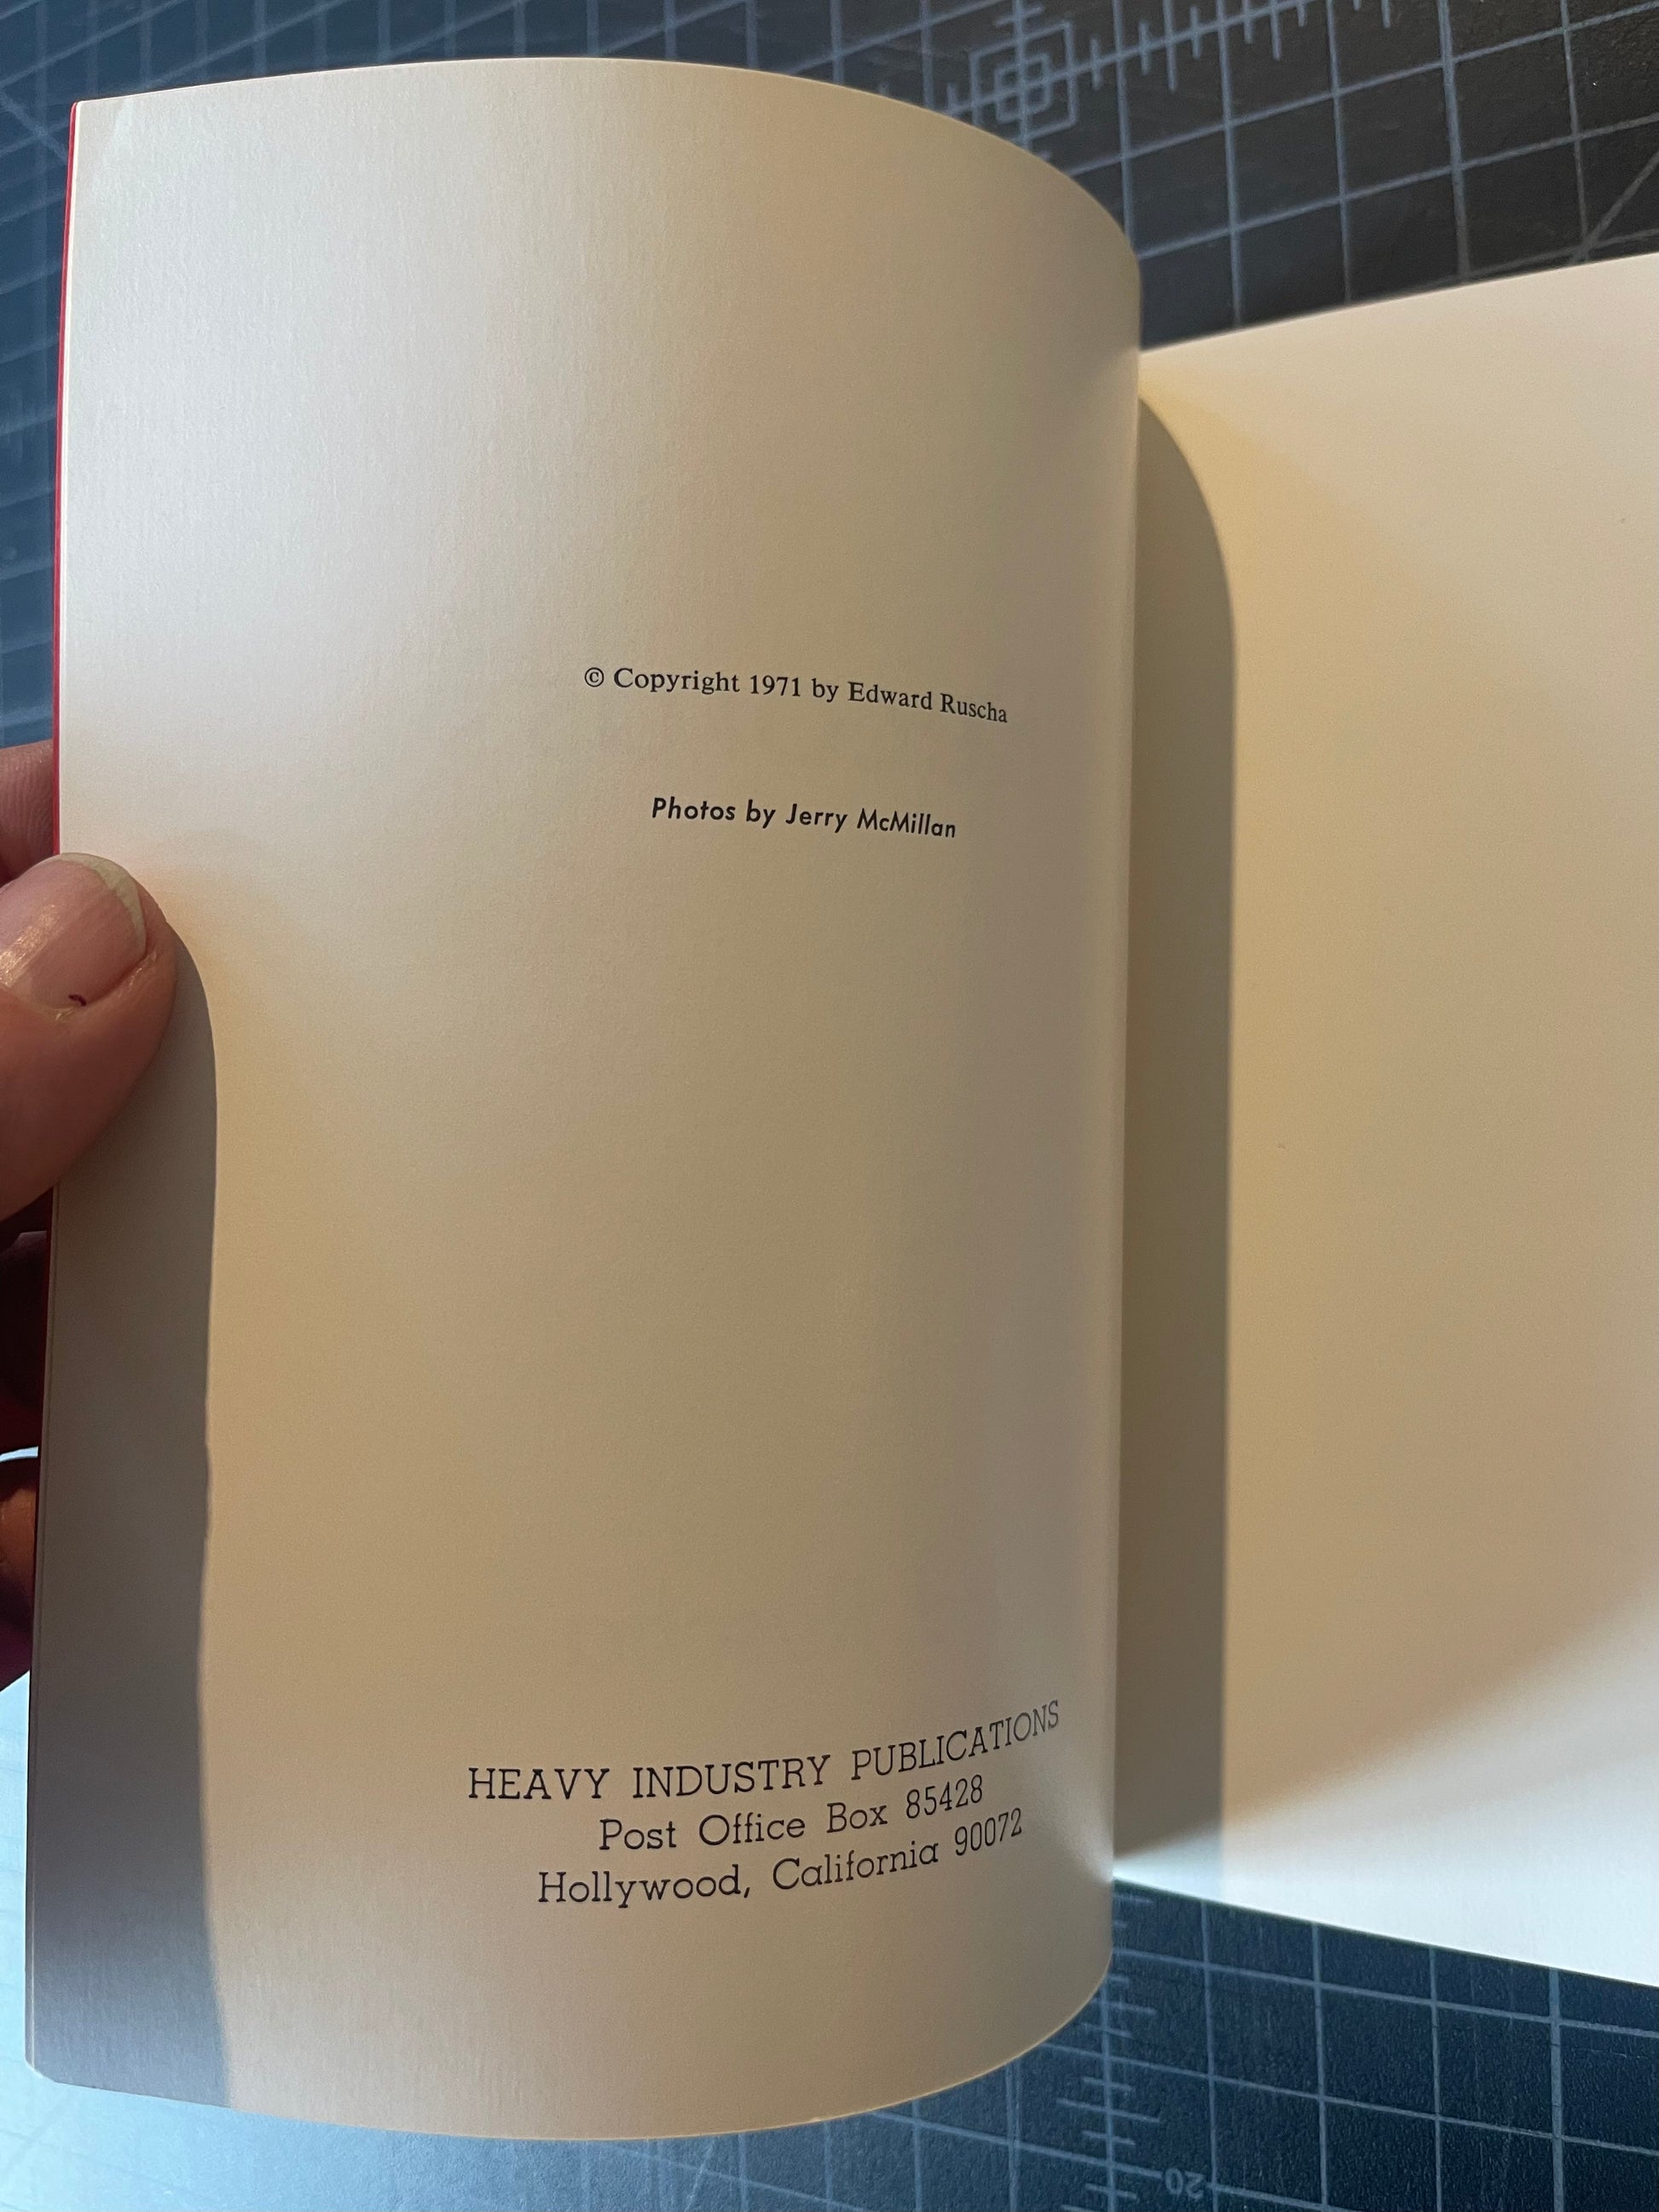 © Copyright 1971 by Edward Ruscha
Photos by Jerry McMillan
HEAVY INDUSTRY PUBLICATIONS
Post Office Box 85428
Hollywood, California 90072
20